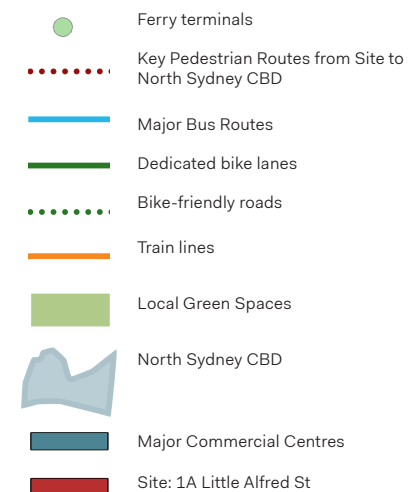 Ferry terminals
Key Pedestrian Routes from Site to
North Sydney CBD
Major Bus Routes
Dedicated bike lanes
Bike-friendly roads
Train lines
Local Green Spaces
North Sydney CBD
Major Commercial Centres
Site: 1A Little Alfred St